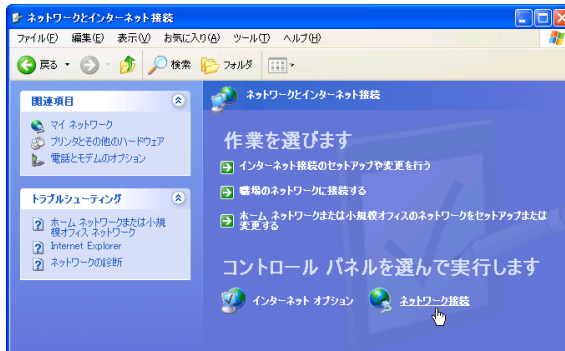 ネットワークとインターネット接続
ファイル(F) 編集(E) 表示(V) お気に入り(A) ツール(T) ヘルプ(H)
戻る 検索 フォルダ
関連項目
マイ ネットワーク
プリンタとその他のハードウェア
電話とモデムのオプション
トラブルシューティング
ホーム ネットワークまたは小規
模オフィス ネットワーク
Internet Explorer
ネットワークの診断
ネットワークとインターネット接続
作業を選びます
インターネット接続のセットアップや変更を行う
職場のネットワークに接続する
ホーム ネットワークまたは小規模オフィスのネットワークをセットアップまたは
変更する
コントロール パネルを選んで実行します
インターネット オプション ネットワーク接続